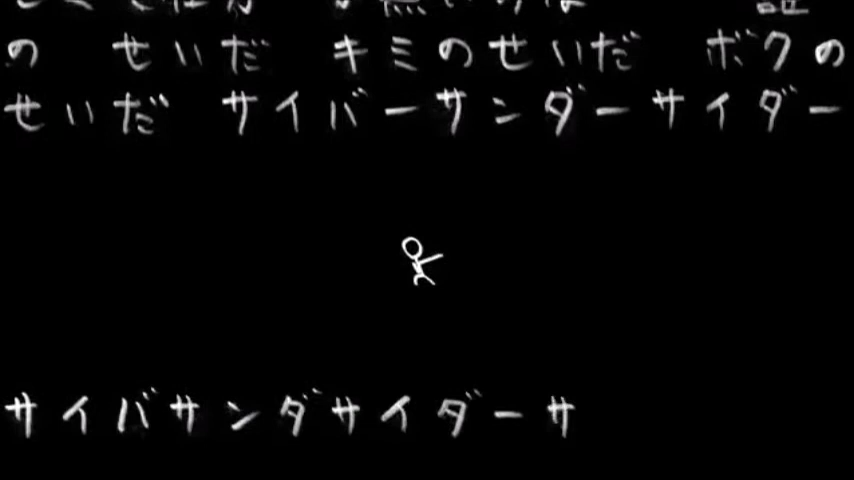 の せいだ キミのせいだ ボクの
せいだ サイバーサンダーサイダー
サイバサンダサイダーサ